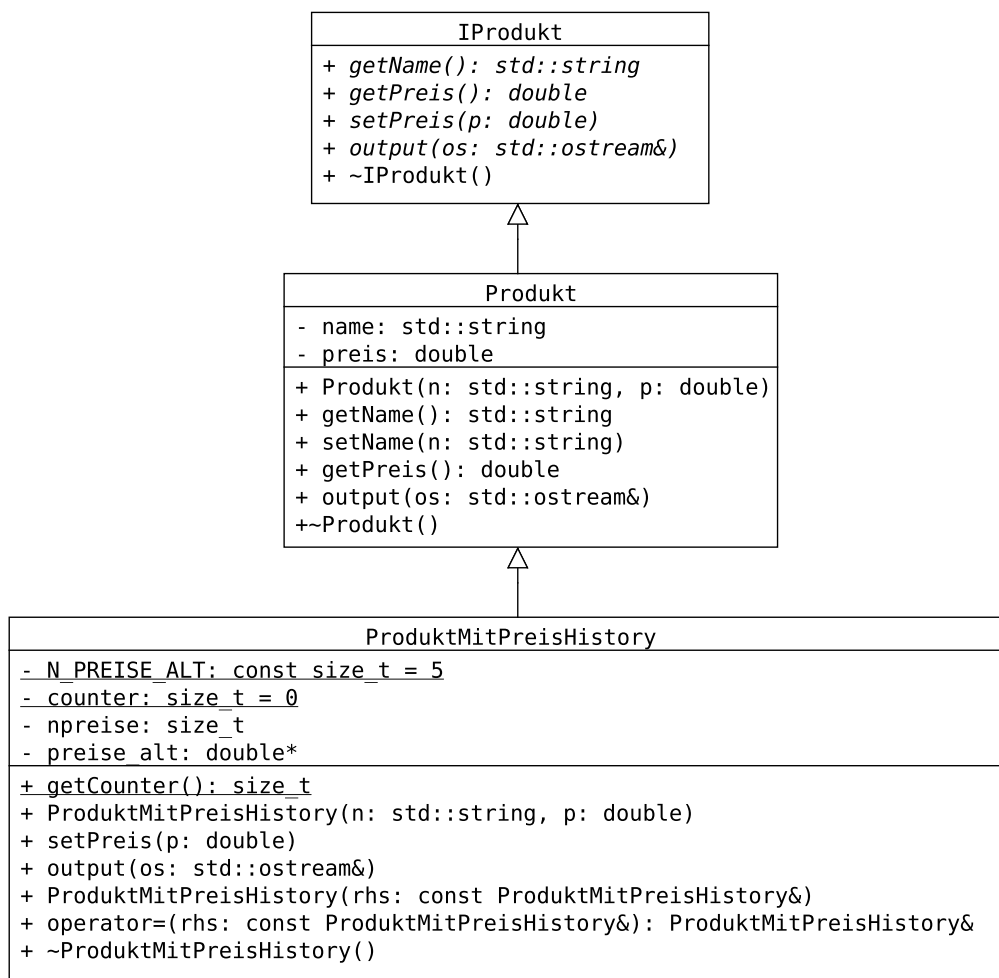 IProdukt
+ getName(): std::string
+ getPreis(): double
+ setPreis(p: double)
+ output(os: std::ostream&)
+ ~IProdukt()
Produkt
- name: std::string
- preis: double
+ Produkt(n: std::string, p: double)
+ getName(): std::string
+ setName(n: std::string)
+ getPreis(): double
+ output(os: std::ostream&)
+~Produkt()
ProduktMitPreisHistory
- N_PREISE_ALT: const size_t = 5
- counter: size_t = 0
- npreise: size_t
- preise_alt: double*
+ getCounter(): size_t
+ ProduktMitPreisHistory(n: std::string, p: double)
+ setPreis(p: double)
+ output(os: std::ostream&)
+ ProduktMitPreisHistory(rhs: const ProduktMitPreisHistory&)
+ operator=(rhs: const ProduktMitPreisHistory&): ProduktMitPreisHistory&
+ ~ProduktMitPreisHistory()